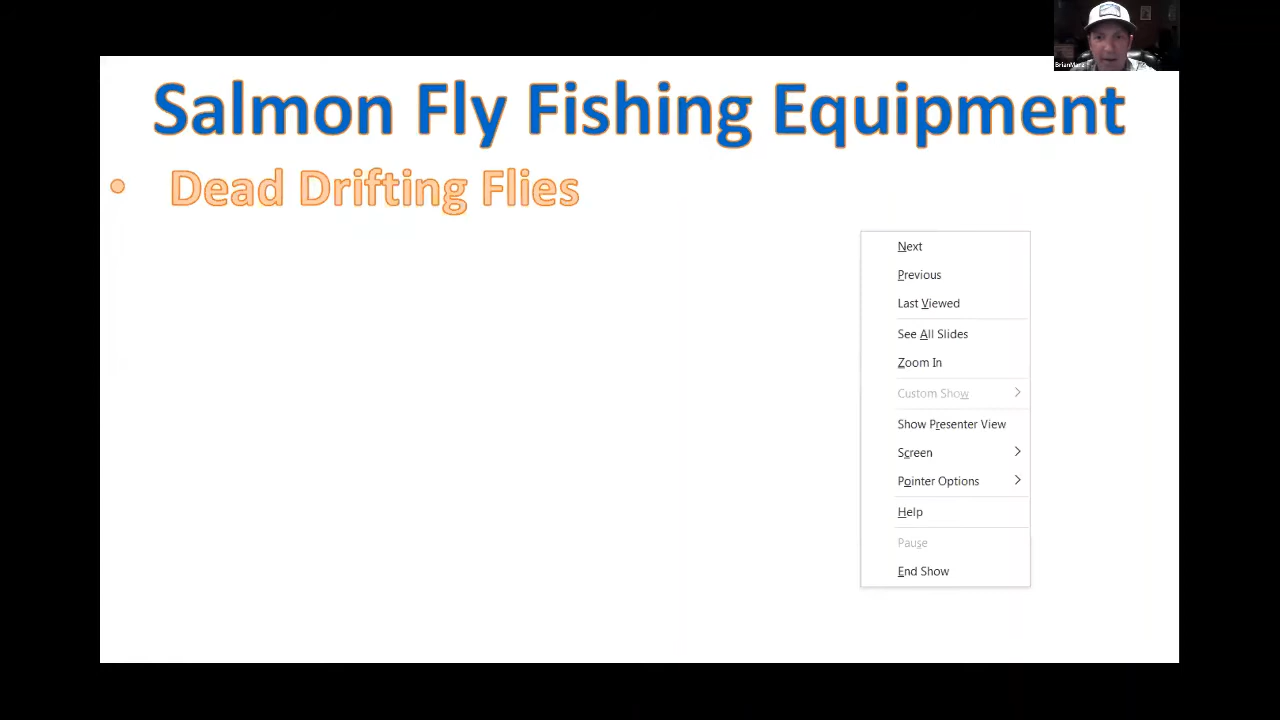 Salmon Fly Fishing Equipment
• Dead Drifting Flies
Next
Previous
Last Viewed
See All Slides
Zoom In
Custom Show
Show Presenter View
Screen
Pointer Options
Help
Pause
End Show